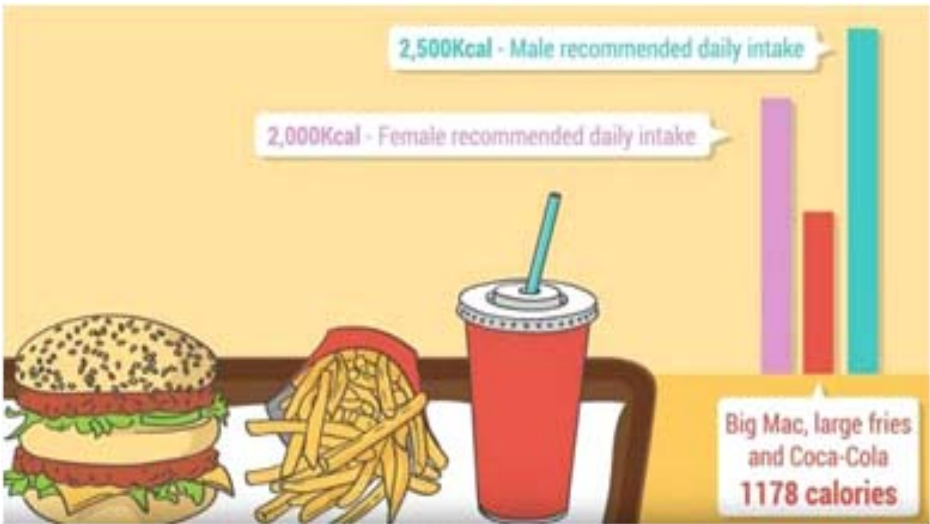 2,500Kcal - Male recommended daily intake
2,000Kcal - Female recommended daily intake
Big Mac, large fries
and Coca-Cola
1178 calories